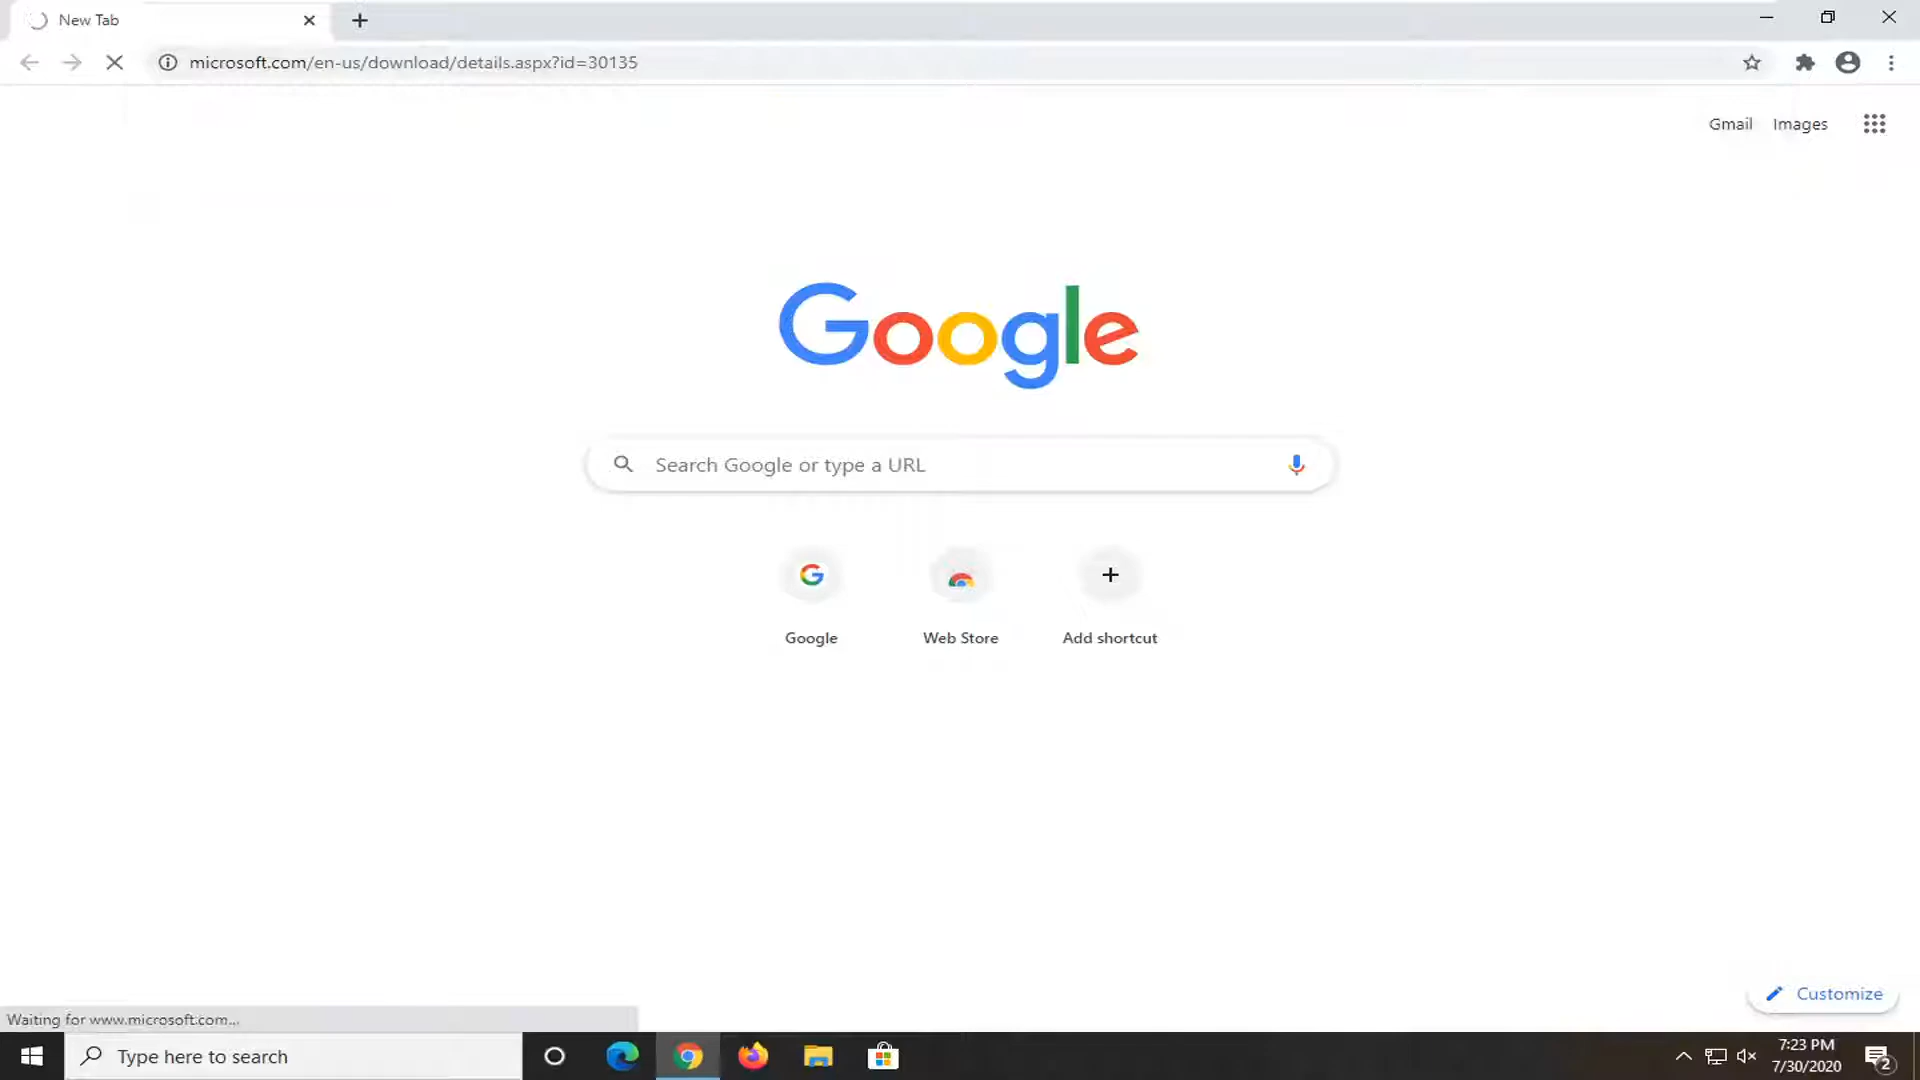 New Tab
microsoft.com/en-us/download/details.aspx?id=30135
Gmail Images
Google
Search Google or type a URL
Google
Web Store
Add shortcut
Customize
Waiting for www.microsoft.com...
Type here to search
7:23 PM
7/30/2020
2